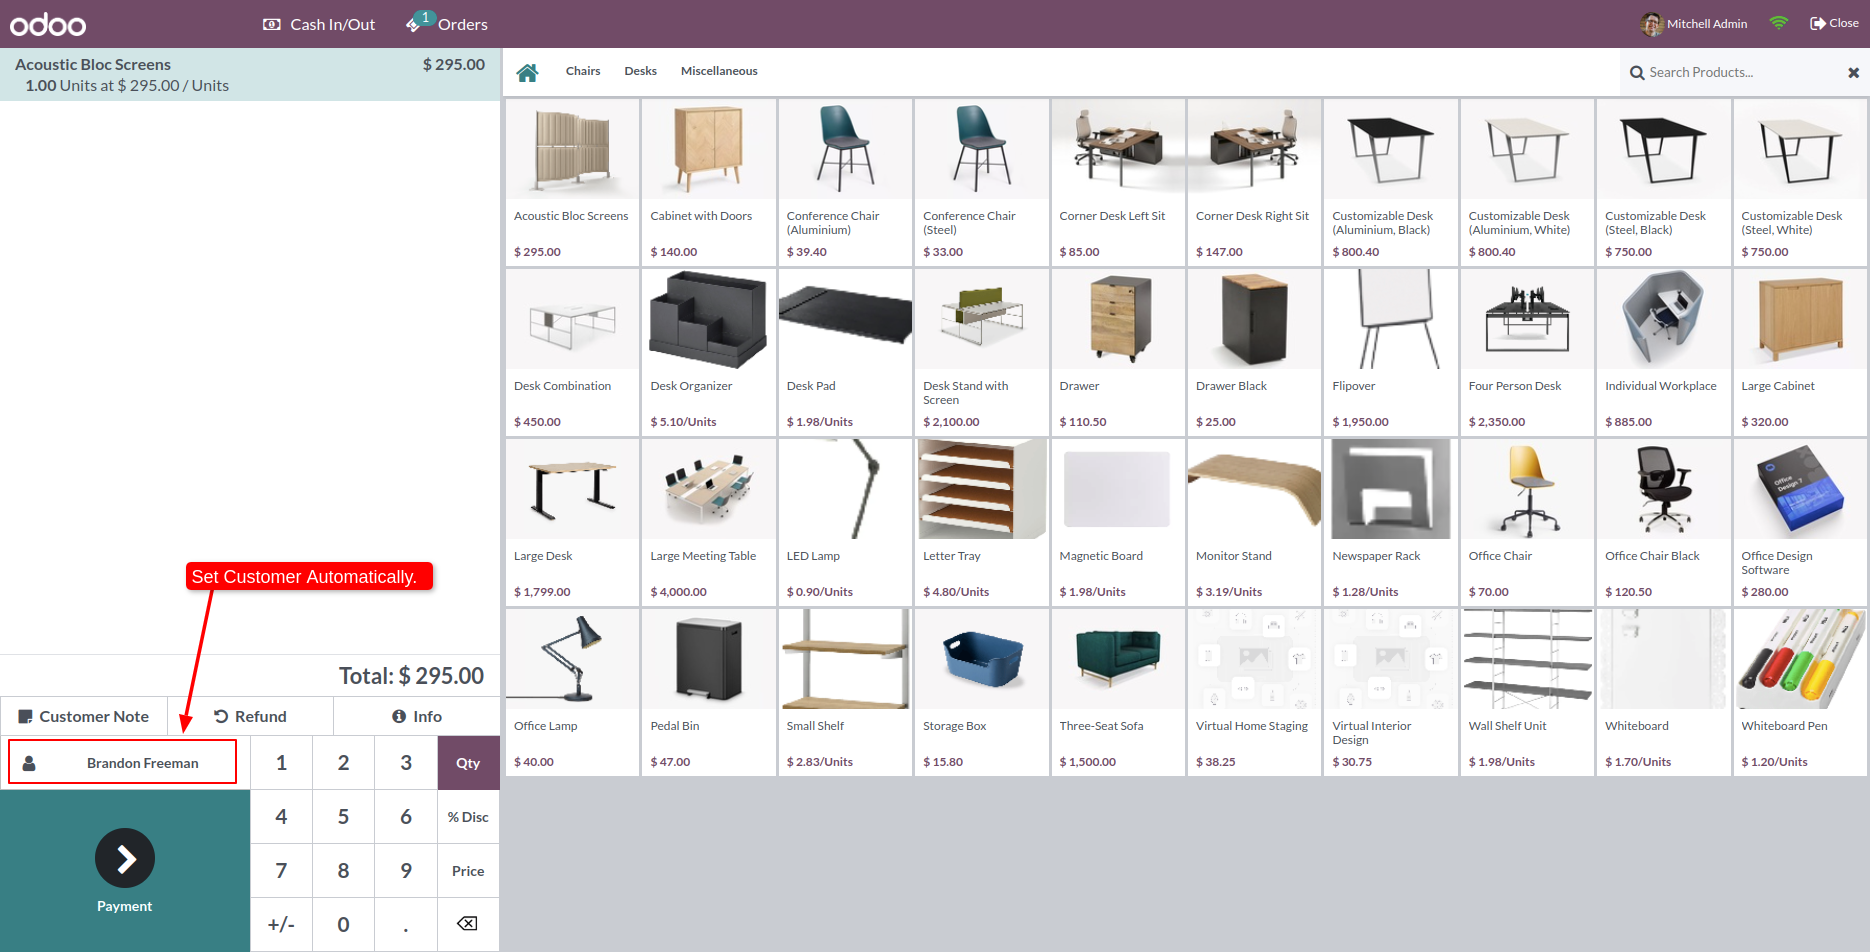 odoo
Cash In/Out
1
Orders
Mitchell Admin
Close
Acoustic Bloc Screens
$ 295.00
1.00 Units at $ 295.00 / Units
Chairs
Desks
Miscellaneous
Search Products...
Acoustic Bloc Screens
$ 295.00
Cabinet with Doors
$ 140.00
Conference Chair
(Aluminium)
$ 39.40
Conference Chair
(Steel)
$ 33.00
Corner Desk Left Sit
$ 85.00
Corner Desk Right Sit
$ 147.00
Customizable Desk
(Aluminium, Black)
$ 800.40
Customizable Desk
(Aluminium, White)
$ 800.40
Customizable Desk
(Steel, Black)
$ 750.00
Customizable Desk
(Steel, White)
$ 750.00
Desk Combination
$ 450.00
Desk Organizer
$ 5.10/Units
Desk Pad
$ 1.98/Units
Desk Stand with
Screen
$ 2,100.00
Drawer
$ 110.50
Drawer Black
$ 25.00
Flipover
$ 1,950.00
Four Person Desk
$ 2,350.00
Individual Workplace
$ 885.00
Large Cabinet
$ 320.00
Large Desk
$ 1,799.00
Large Meeting Table
$ 4,000.00
LED Lamp
$ 0.90/Units
Letter Tray
$ 4.80/Units
Magnetic Board
$ 1.98/Units
Monitor Stand
$ 3.19/Units
Newspaper Rack
$ 1.28/Units
Office Chair
$ 70.00
Office Chair Black
$ 120.50
Office
Design 7
Office Design
Software
$ 280.00
Office Lamp
$ 40.00
Pedal Bin
$ 47.00
Small Shelf
$ 2.83/Units
Storage Box
$ 15.80
Three-Seat Sofa
$ 1,500.00
Virtual Home Staging
$ 38.25
Virtual Interior
Design
$ 30.75
Wall Shelf Unit
$ 1.98/Units
Whiteboard
$ 1.70/Units
Whiteboard Pen
$ 1.20/Units
Set Customer Automatically.
Total: $ 295.00
Customer Note
Refund
Info
Brandon Freeman
1
2
3
Qty
4
5
6
% Disc
7
8
9
Price
+/-
0
.
Payment